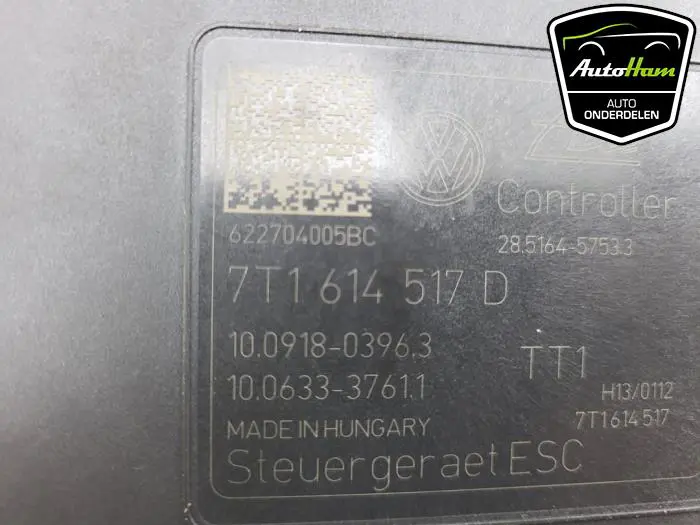 AutoHam
AUTO
ONDERDELEN
Controller
622704005BC
28.5164-5753.3
7T1 614 517 D
10.0918-0396.3
TT1
10.0633-3761.1
H13/0112
7T1614517
MADE IN HUNGARY
Steuergeraet ESC